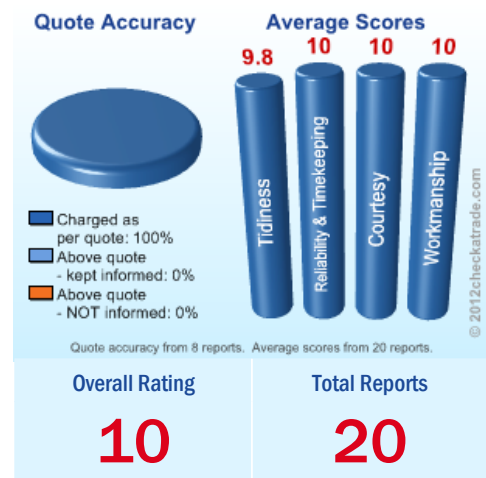 Quote Accuracy
Average Scores
9.8
10
10
10
Tidiness
Reliability & Timekeeping
Courtesy
Workmanship
Charged as
per quote: 100%
Above quote
- kept informed: 0%
Above quote
- NOT informed: 0%
© 2012checkatrade.com
Quote accuracy from 8 reports. Average scores from 20 reports.
Overall Rating
10
Total Reports
20